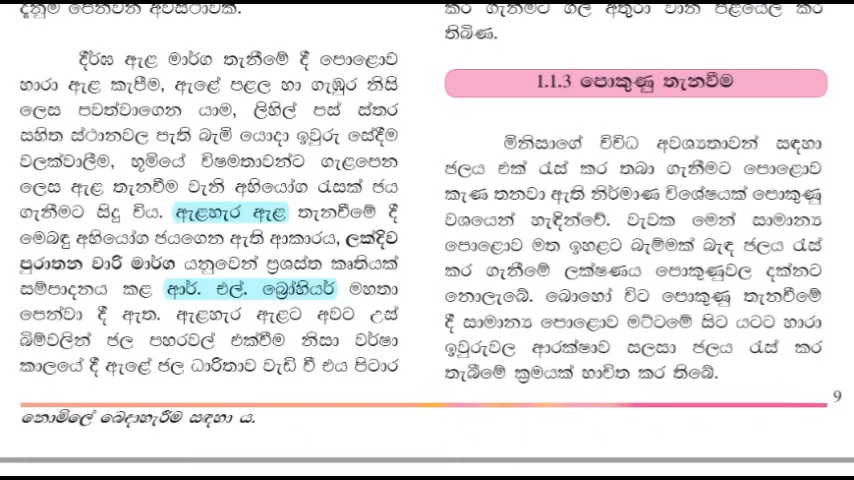 දැනුම පෙන්වන අවස්ථාවකි.
දීර්ඝ ඇළ මාර්ග තැනීමේ දී පොළොව
හාරා ඇළ කැපීම, ඇළේ පළල හා ගැඹුර නිසි
ලෙස පවත්වාගෙන යාම, ලිහිල් පස් ස්තර
සහිත ස්ථානවල පැති බැමි යොදා ඉවුරු සේදීම
වලක්වාලීම, භූමියේ විෂමතාවන්ට ගැළපෙන
ලෙස ඇළ තැනවීම වැනි අභියෝග රැසක් ජය
ගැනීමට සිදු විය. ඇළහැර ඇළ තැනවීමේ දී
මෙබඳු අභියෝග ජයගෙන ඇති ආකාරය, ලක්දිව
පුරාතන වාරි මාර්ග යනුවෙන් ප්‍රශස්ත කෘතියක්
සම්පාදනය කළ ආර්. එල්. බ්‍රෝහියර් මහතා
පෙන්වා දී ඇත. ඇළහැර ඇළට අවට උස්
බිම්වලින් ජල පහරවල් එක්වීම නිසා වර්ෂා
කාලයේ දී ඇළේ ජල ධාරිතාව වැඩි වී එය පිටාර
කර ගැනීමට ගල් අතුරා වාන් පිළියෙල කර
තිබිණ.
1.1.3 පොකුණු තැනවීම
මිනිසාගේ විවිධ අවශ්‍යතාවන් සඳහා
ජලය එක් රැස් කර තබා ගැනීමට පොළොව
කැණ තනවා ඇති නිර්මාණ විශේෂයක් පොකුණු
වශයෙන් හැඳින්වේ. වැවක මෙන් සාමාන්‍ය
පොළොව මත ඉහළට බැම්මක් බැඳ ජලය රැස්
කර ගැනීමේ ලක්ෂණය පොකුණුවල දක්නට
නොලැබේ. බොහෝ විට පොකුණු තැනවීමේ
දී සාමාන්‍ය පොළොව මට්ටමේ සිට යටට හාරා
ඉවුරුවල ආරක්ෂාව සලසා ජලය රැස් කර
තැබීමේ ක්‍රමයක් භාවිත කර තිබේ.
9
නොමිලේ බෙදාහැරීම සඳහා ය.